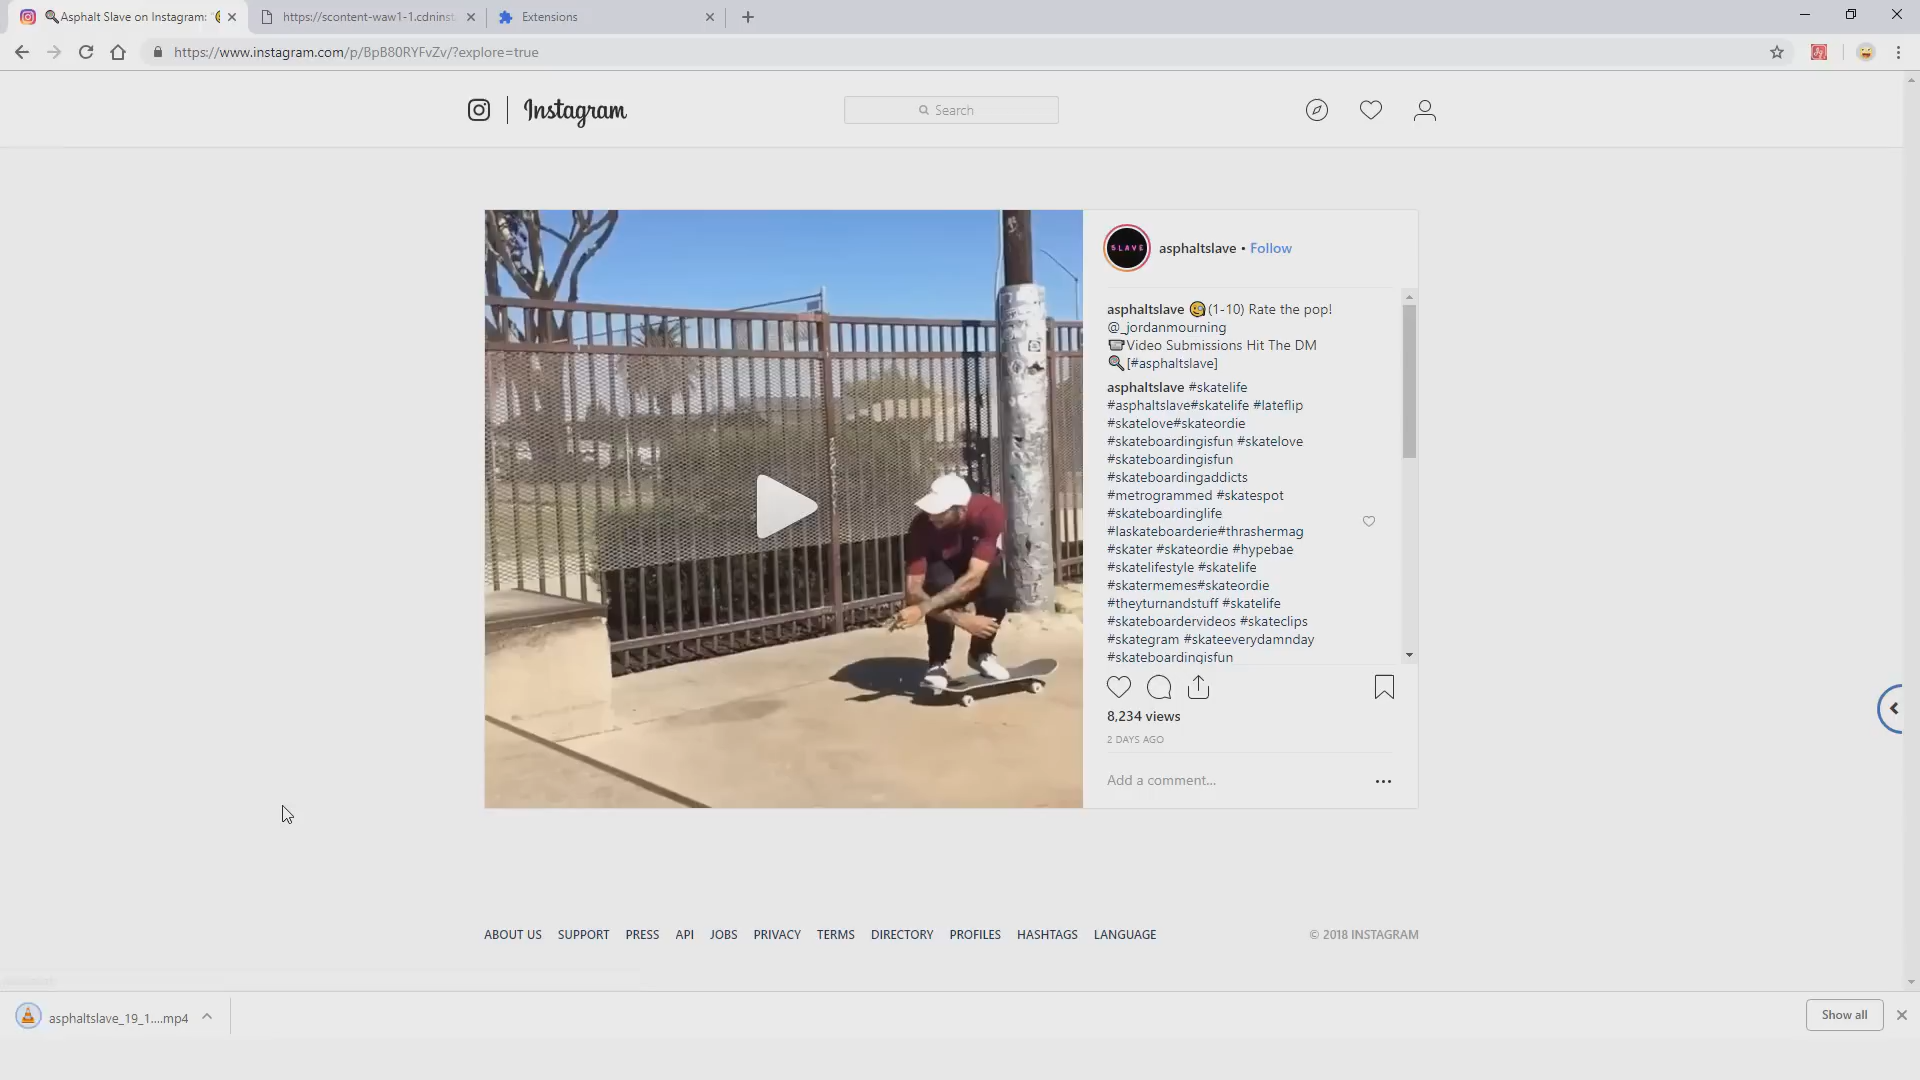 Asphalt Slave on Instagram: "
https://scontent-waw1-1.cdninst
Extensions
https://www.instagram.com/p/BpB80RYFvZv/?explore=true
Instagram
Search
SLAVE
asphaltslave • Follow
asphaltslave 🧐(1-10) Rate the pop!
@_jordanmourning
📼Video Submissions Hit The DM
🔍[#asphaltslave]
asphaltslave #skatelife
#asphaltslave#skatelife #lateflip
#skatelove#skateordie
#skateboardingisfun #skatelove
#skateboardingisfun
#skateboardingaddicts
#metrogrammed #skatespot
#skateboardinglife
#laskateboarderie#thrashermag
#skater #skateordie #hypebae
#skatelifestyle #skatelife
#skatermemes#skateordie
#theyturnandstuff #skatelife
#skateboardervideos #skateclips
#skategram #skateeverydamnday
#skateboardingisfun
8,234 views
2 DAYS AGO
Add a comment...
ABOUT US SUPPORT PRESS API JOBS PRIVACY TERMS DIRECTORY PROFILES HASHTAGS LANGUAGE
© 2018 INSTAGRAM
asphaltslave_19_1....mp4
Show all